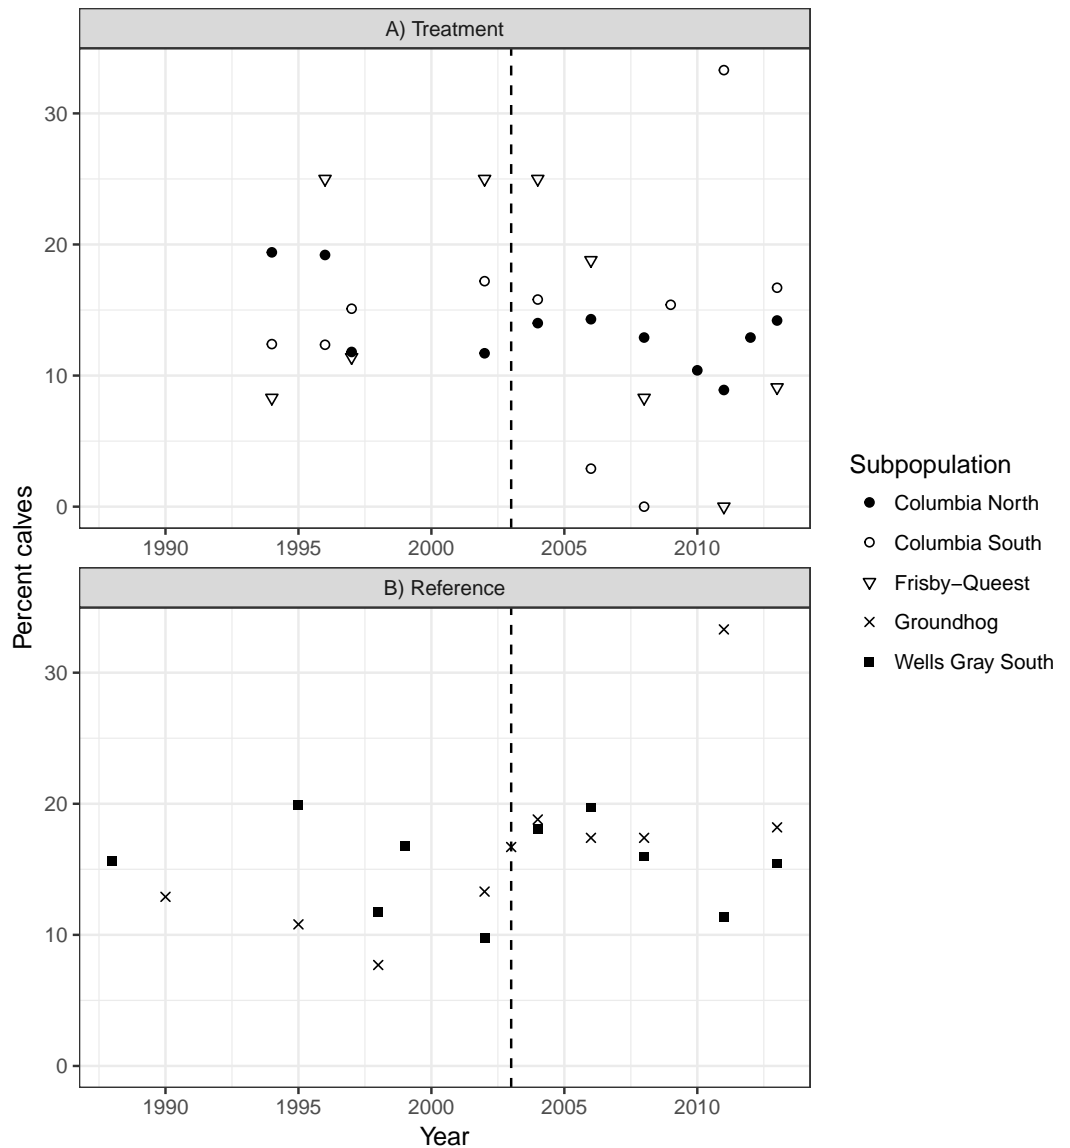 A) Treatment
30
20
10
0
1990 1995 2000 2005 2010
B) Reference
30
20
10
0
1990 1995 2000 2005 2010
Year
Percent calves
Subpopulation
Columbia North
Columbia South
Frisby−Queest
Groundhog
Wells Gray South